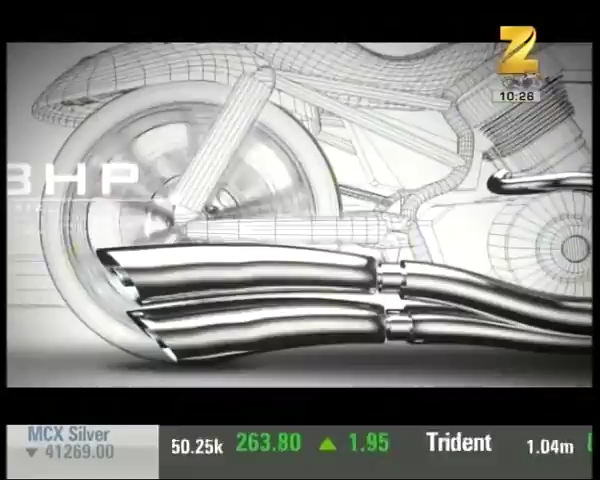 Z
10:26
BHP
MCX Silver
▼ 41269.00
50.25k 263.80 ▲ 1.95 Trident 1.04m